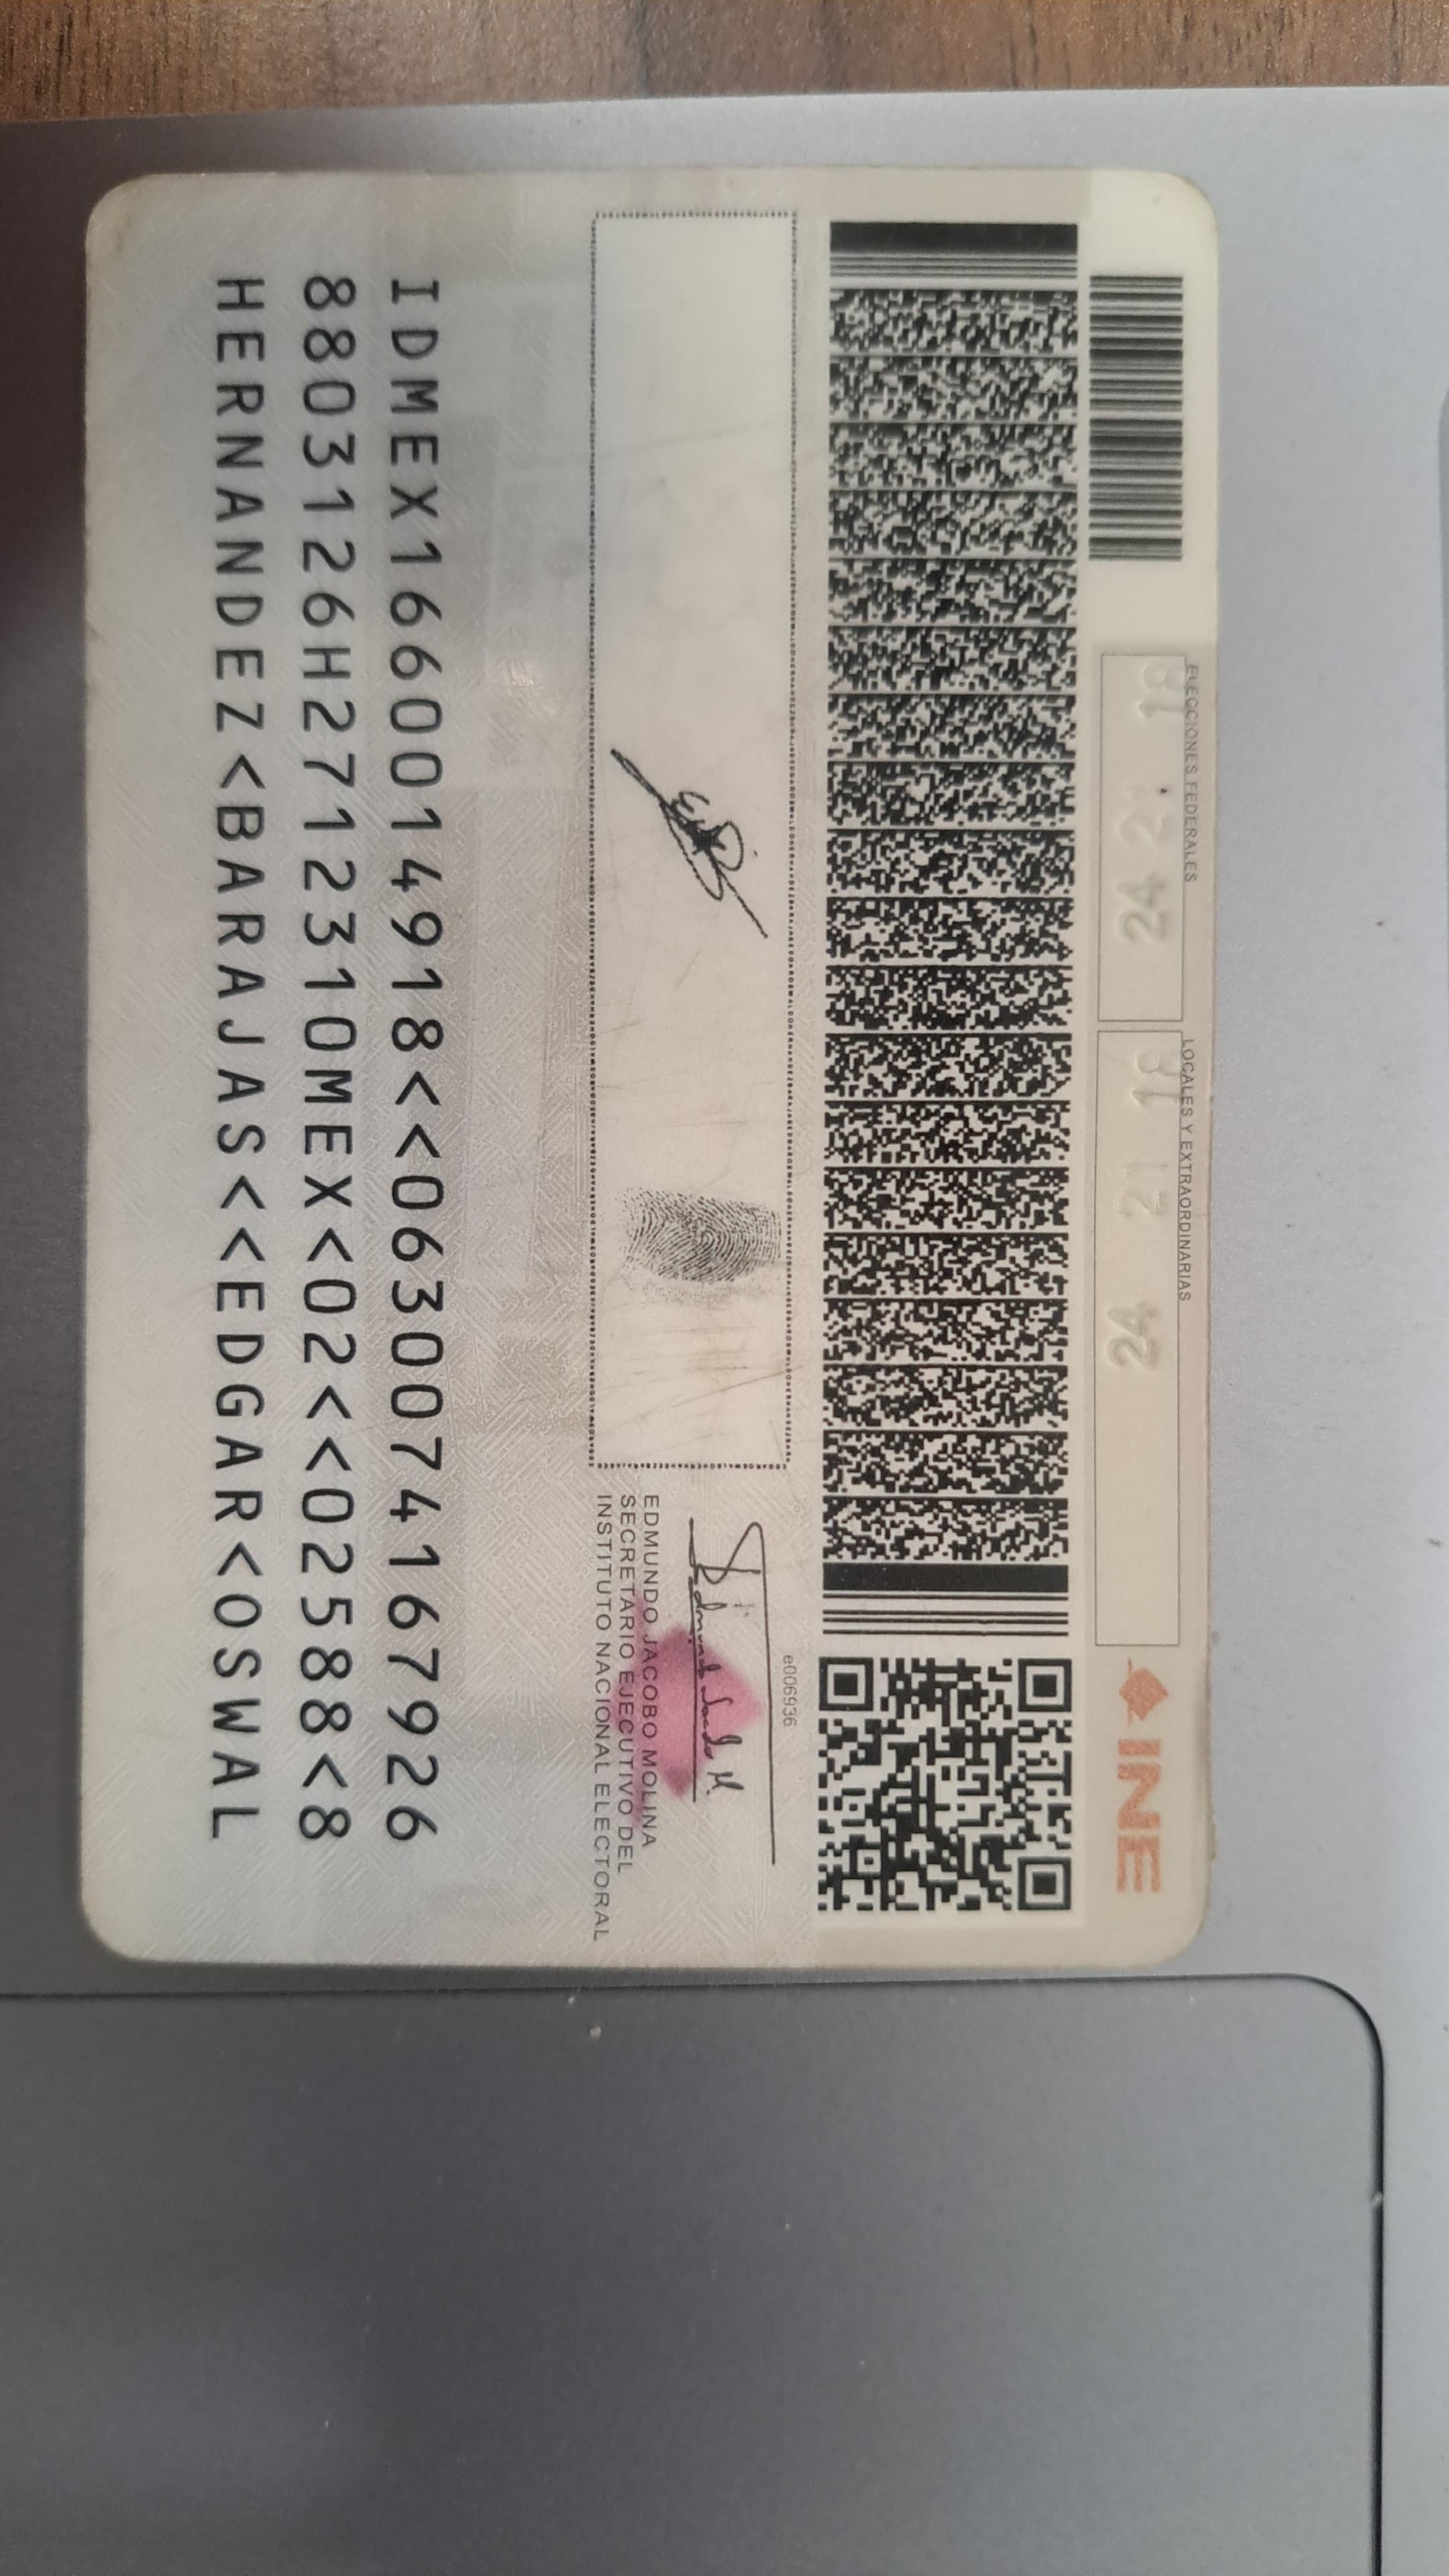 ELECCIONES FEDERALES
LOCALES Y EXTRAORDINARIAS
18 21 24
18 21 24
INE
e006936
Edmundo Jacobo M.
EDMUNDO JACOBO MOLINA
SECRETARIO EJECUTIVO DEL
INSTITUTO NACIONAL ELECTORAL
IDMEX1660014918<<0630074167926
8803126H2712310MEX<02<<02588<8
HERNANDEZ<BARAJAS<<EDGAR<OSWAL